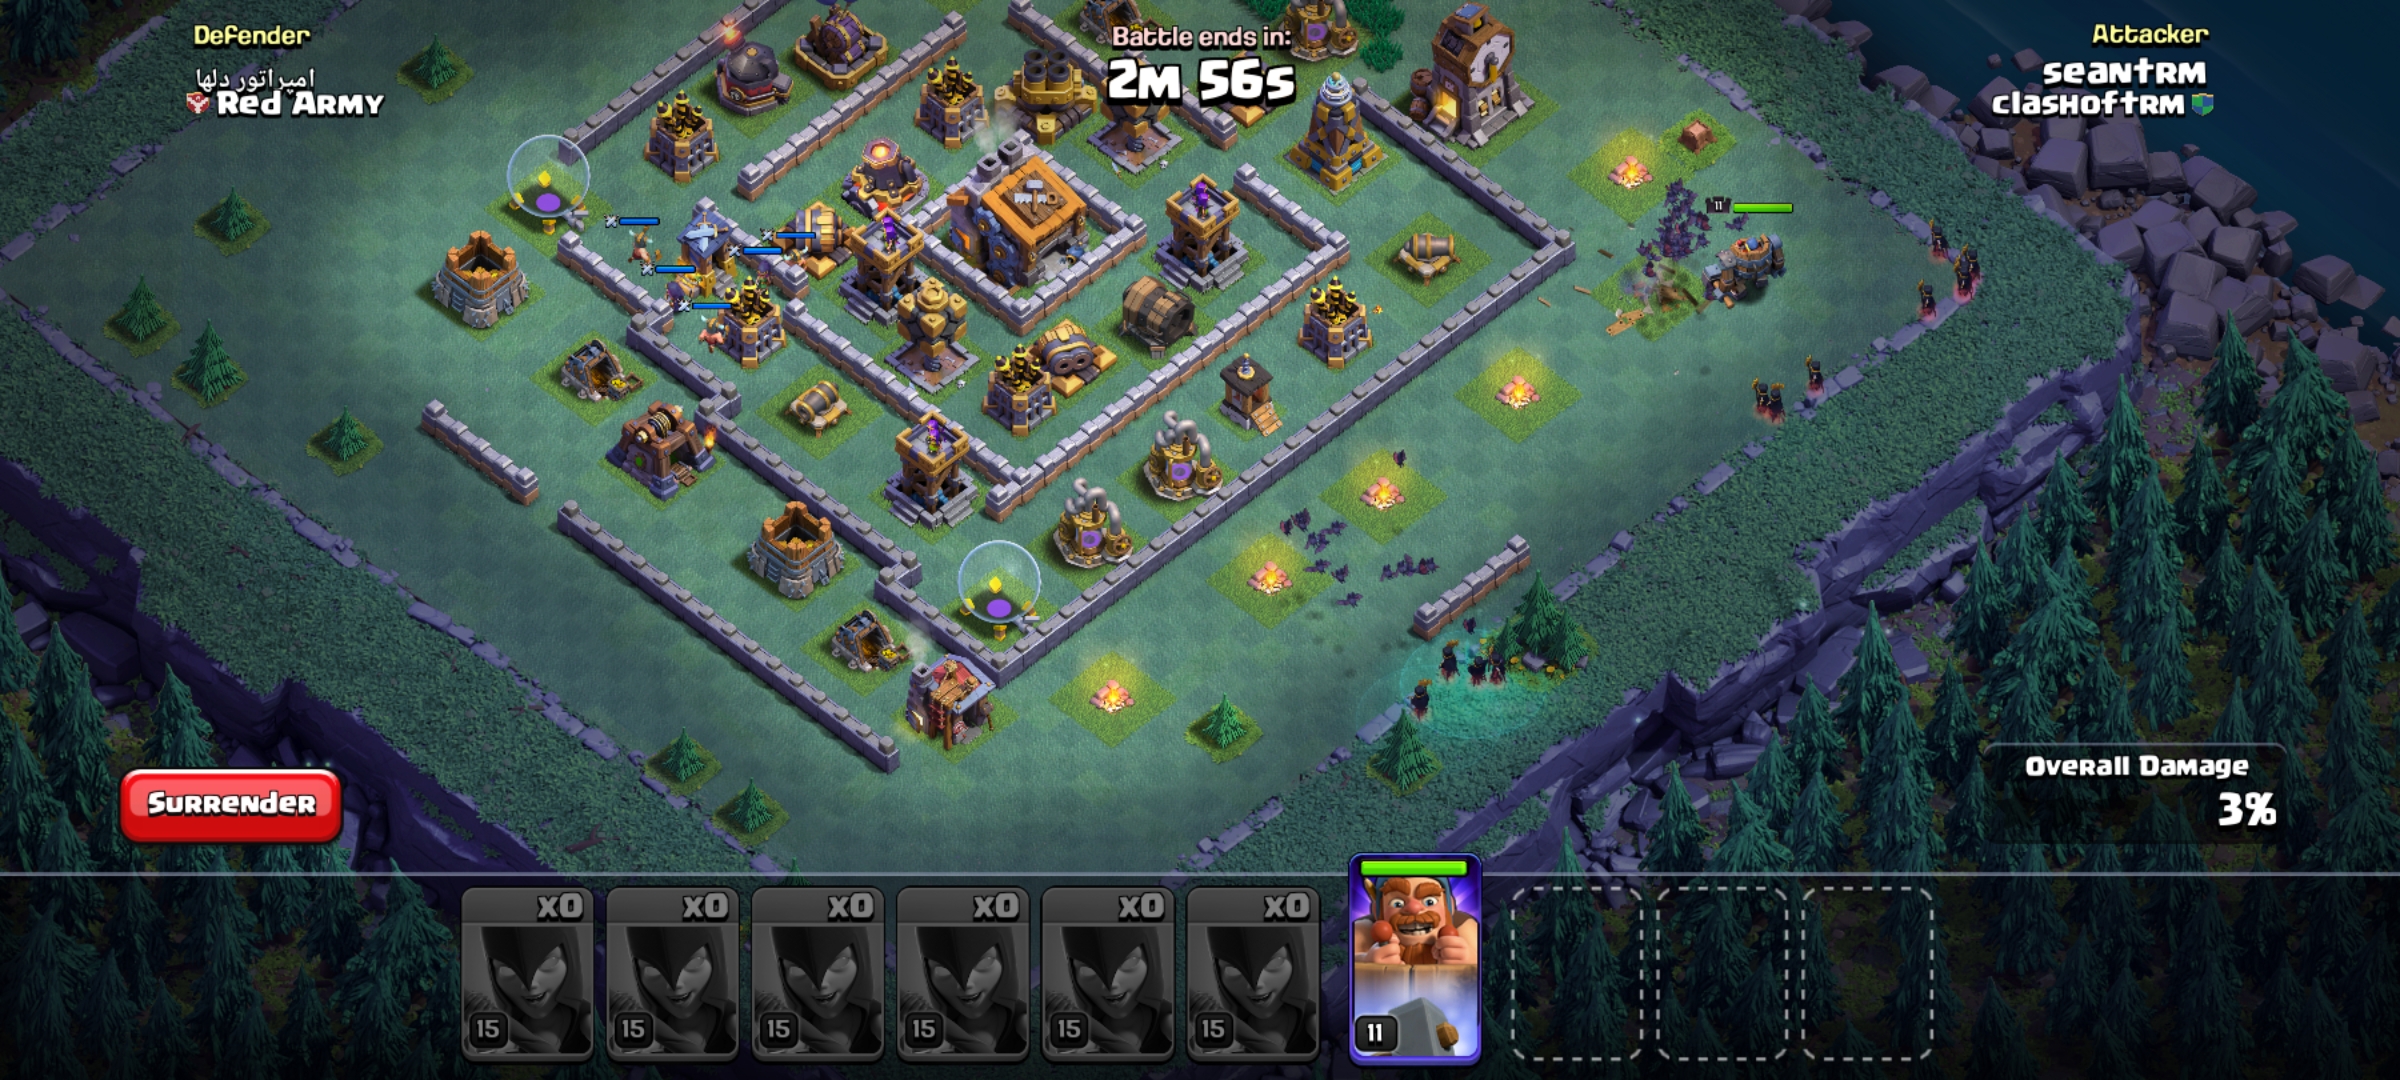 Defender
امپراتور دلها
Red Army
Battle ends in:
2m 56s
Attacker
seantrm
clashoftrm
11
Surrender
Overall Damage
3%
x0
x0
x0
x0
x0
x0
15
15
15
15
15
15
11